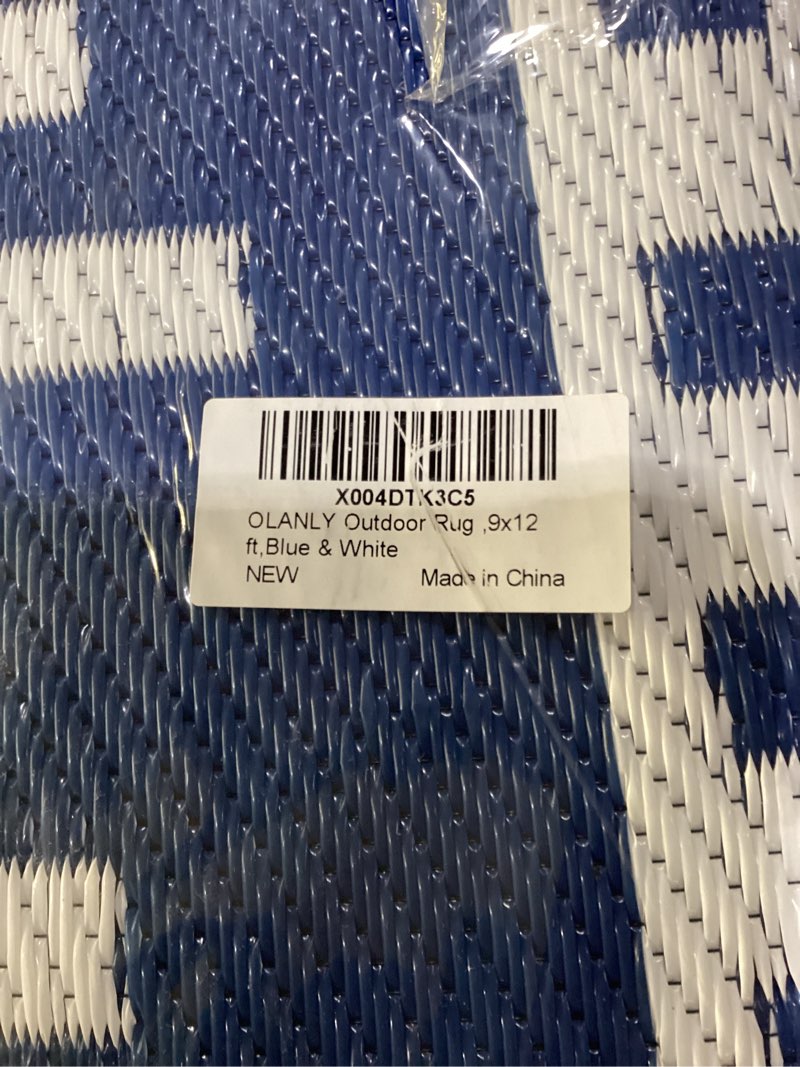 X004DTK3C5
OLANLY Outdoor Rug ,9x12
ft,Blue & White
NEW Made in China